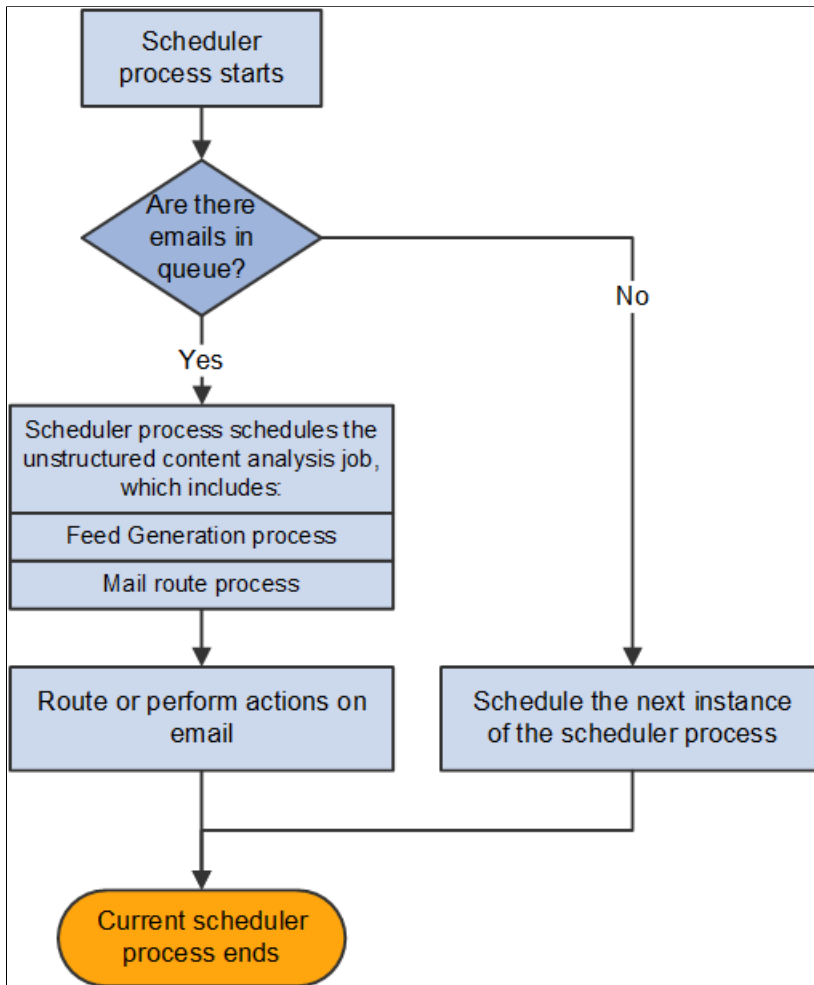 Scheduler
process starts
Are there
emails in
queue?
No
Yes
Scheduler process schedules the
unstructured content analysis job,
which includes:
Feed Generation process
Mail route process
Route or perform actions on
email
Schedule the next instance
of the scheduler process
Current scheduler
process ends